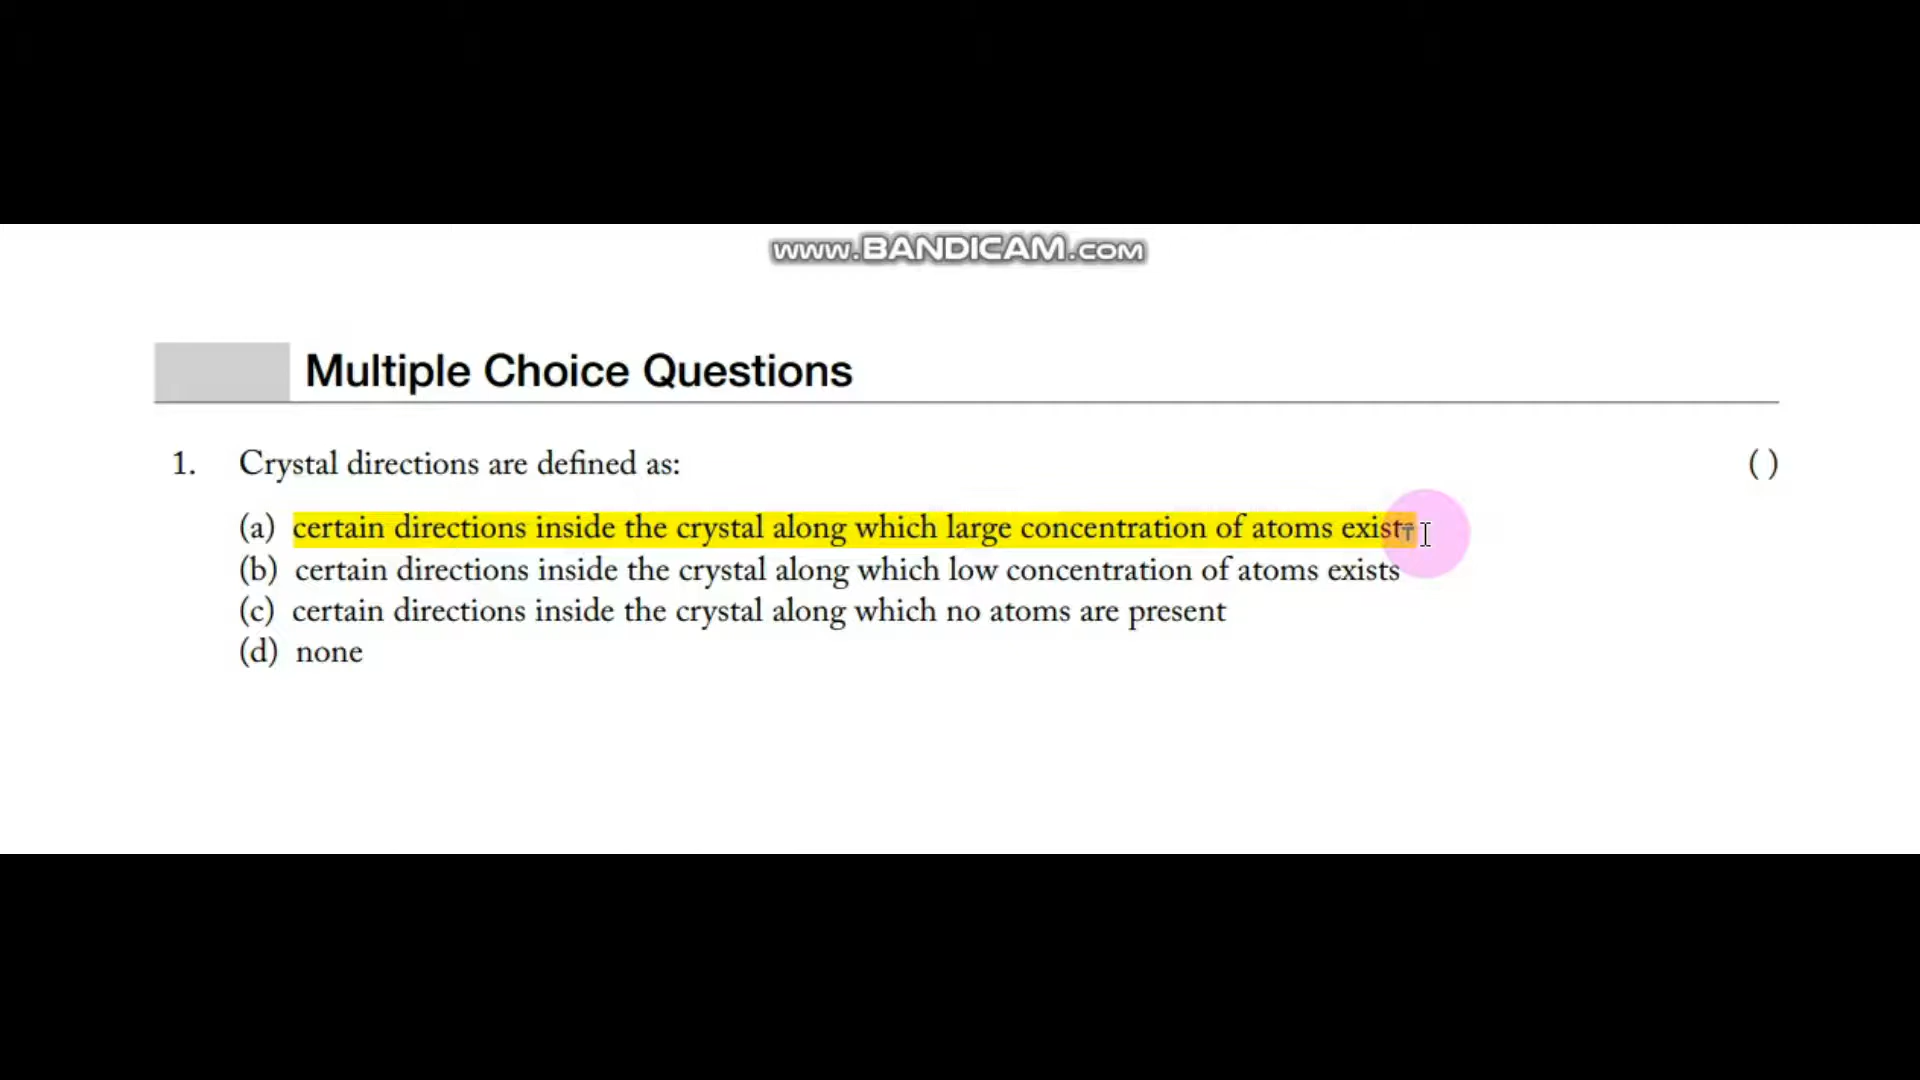 www.BANDICAM.com
Multiple Choice Questions
1. Crystal directions are defined as: ( )
(a) certain directions inside the crystal along which large concentration of atoms exists
(b) certain directions inside the crystal along which low concentration of atoms exists
(c) certain directions inside the crystal along which no atoms are present
(d) none